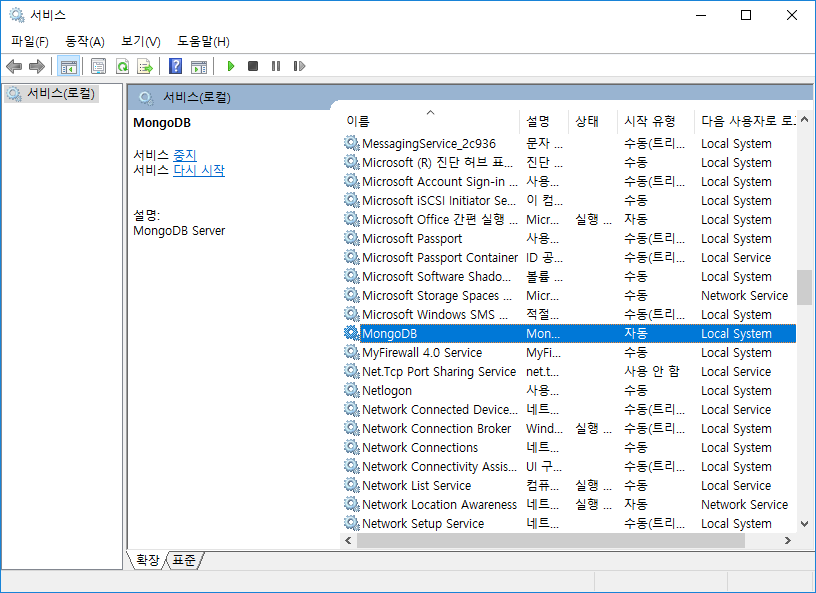 서비스
파일(F) 동작(A) 보기(V) 도움말(H)
서비스(로컬)
서비스(로컬)
MongoDB
서비스 중지
서비스 다시 시작
설명:
MongoDB Server
이름 설명 상태 시작 유형 다음 사용자로 로그
MessagingService_2c936 문자 ... 수동(트리... Local System
Microsoft (R) 진단 허브 표... 진단 ... 수동 Local System
Microsoft Account Sign-in ... 사용... 수동(트리... Local System
Microsoft iSCSI Initiator Se... 이 컴... 수동 Local System
Microsoft Office 간편 실행 ... Micr... 실행 ... 자동 Local System
Microsoft Passport 사용... 수동(트리... Local System
Microsoft Passport Container ID 공... 수동(트리... Local Service
Microsoft Software Shado... 볼륨 ... 수동 Local System
Microsoft Storage Spaces ... Micr... 수동 Network Service
Microsoft Windows SMS ... 적절... 수동(트리... Local System
MongoDB Mon... 자동 Local System
MyFirewall 4.0 Service MyFi... 수동 Local System
Net.Tcp Port Sharing Service net.t... 사용 안 함 Local Service
Netlogon 사용... 수동 Local System
Network Connected Device... 네트... 수동(트리... Local Service
Network Connection Broker Wind... 실행 ... 수동(트리... Local System
Network Connections 네트... 수동 Local System
Network Connectivity Assis... UI 구... 수동(트리... Local System
Network List Service 컴퓨... 실행 ... 수동 Local Service
Network Location Awareness 네트... 실행 ... 자동 Network Service
Network Setup Service 네트... 수동(트리... Local System
확장 표준